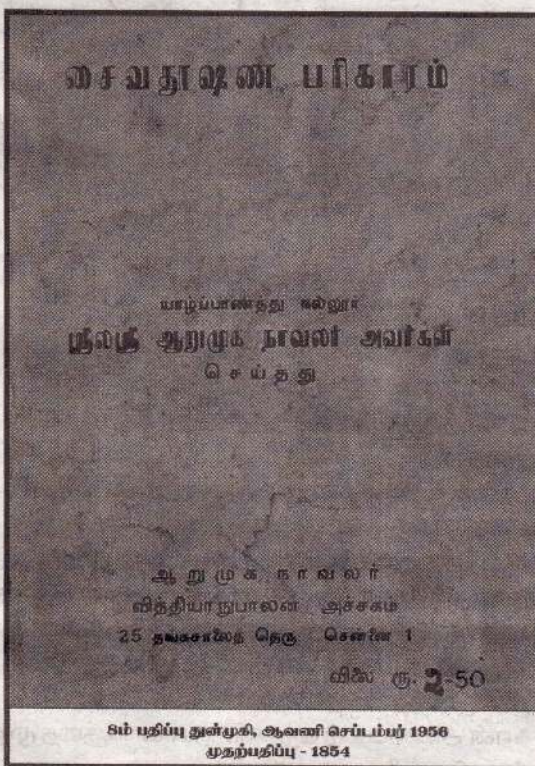 சைவதூஷண பரிகாரம்
யாழ்ப்பாணத்து நல்லூர்
ஸ்ரீலஸ்ரீ ஆறுமுக நாவலர் அவர்கள்
செய்தது
ஆறுமுக நாவலர்
வித்தியாநுபாலன அச்சகம்
25 தங்கசாலைத் தெரு சென்னை 1
விலை ரூ. 2-50
8ம் பதிப்பு துன்முகி, ஆவணி செப்டம்பர் 1956
முதற்பதிப்பு - 1854